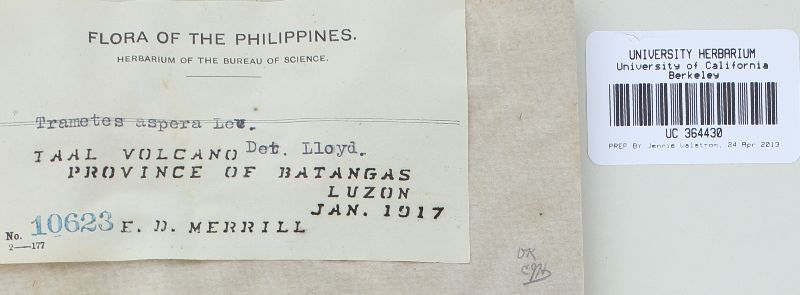 FLORA OF THE PHILIPPINES.
HERBARIUM OF THE BUREAU OF SCIENCE.
Trametes aspera Lev.
Det. Lloyd.
TAAL VOLCANO
PROVINCE OF BATANGAS
LUZON
JAN. 1917
No. 10623 E. D. MERRILL
2—177
UNIVERSITY HERBARIUM
University of California
Berkeley
UC 364430
PREP BY Jennie Walstrom, 24 Apr 2013